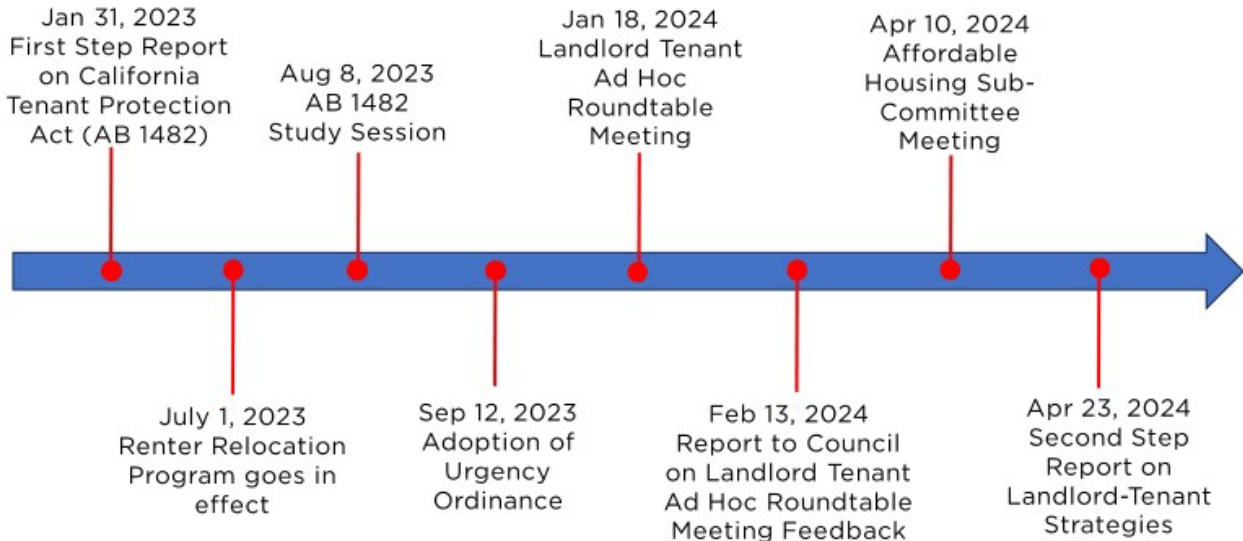 Jan 31, 2023
First Step Report
on California
Tenant Protection
Act (AB 1482)
July 1, 2023
Renter Relocation
Program goes in
effect
Aug 8, 2023
AB 1482
Study Session
Sep 12, 2023
Adoption of
Urgency
Ordinance
Jan 18, 2024
Landlord Tenant
Ad Hoc
Roundtable
Meeting
Feb 13, 2024
Report to Council
on Landlord Tenant
Ad Hoc Roundtable
Meeting Feedback
Apr 10, 2024
Affordable
Housing Sub-
Committee
Meeting
Apr 23, 2024
Second Step
Report on
Landlord-Tenant
Strategies